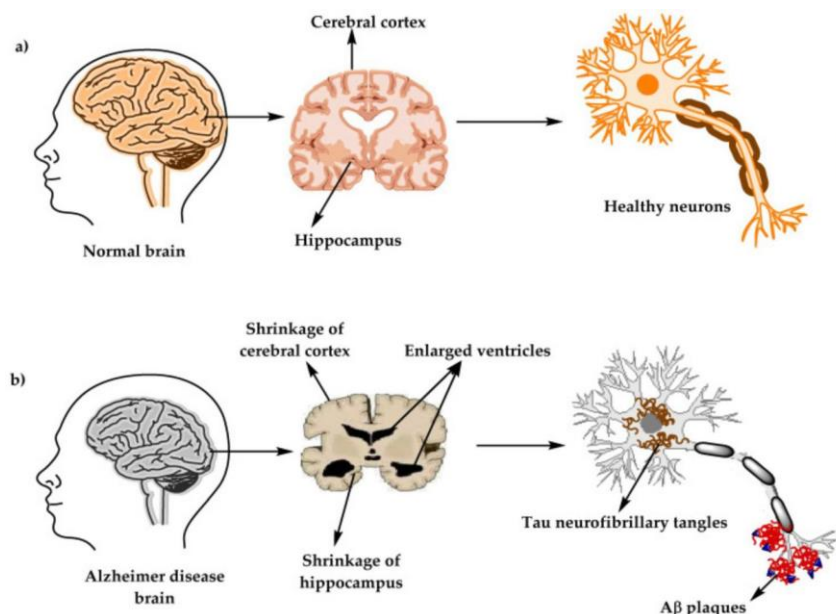 a)
Cerebral cortex
Normal brain
Hippocampus
Healthy neurons
b)
Shrinkage of
cerebral cortex
Enlarged ventricles
Alzheimer disease
brain
Shrinkage of
hippocampus
Tau neurofibrillary tangles
Aβ plaques